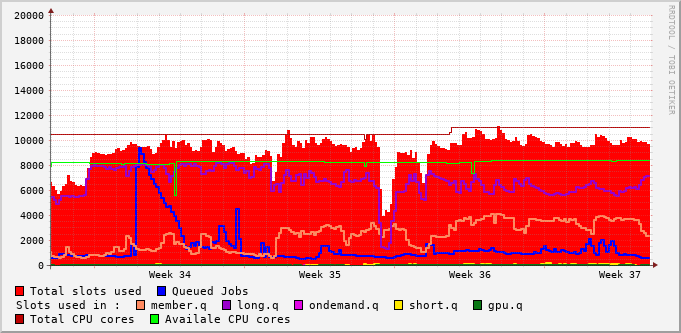 RRDTOOL / TOBI OETIKER
20000
18000
16000
14000
12000
10000
8000
6000
4000
2000
0
Week 34 Week 35 Week 36 Week 37
Total slots used Queued Jobs
Slots used in : member.q long.q ondemand.q short.q gpu.q
Total CPU cores Availale CPU cores